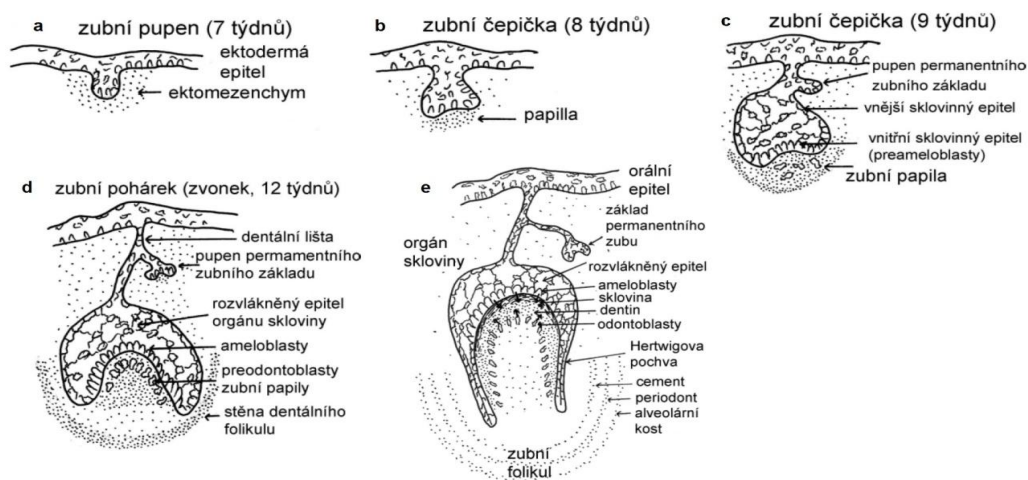 a zubní pupen (7 týdnů)
ektodermá
epitel
ektomezenchym
b zubní čepička (8 týdnů)
papilla
c zubní čepička (9 týdnů)
pupen permanentního
zubního základu
vnější sklovinný epitel
vnitřní sklovinný epitel
(preameloblasty)
zubní papila
d zubní pohárek (zvonek, 12 týdnů)
dentální lišta
pupen permamentního
zubního základu
rozvlákněný epitel
orgánu skloviny
ameloblasty
preodontoblasty
zubní papily
stěna dentálního
folikulu
e
orální
epitel
základ
permanentního
zubu
orgán
skloviny
rozvlákněný epitel
ameloblasty
sklovina
dentin
odontoblasty
Hertwigova
pochva
cement
periodont
alveolární
kost
zubní
folikul